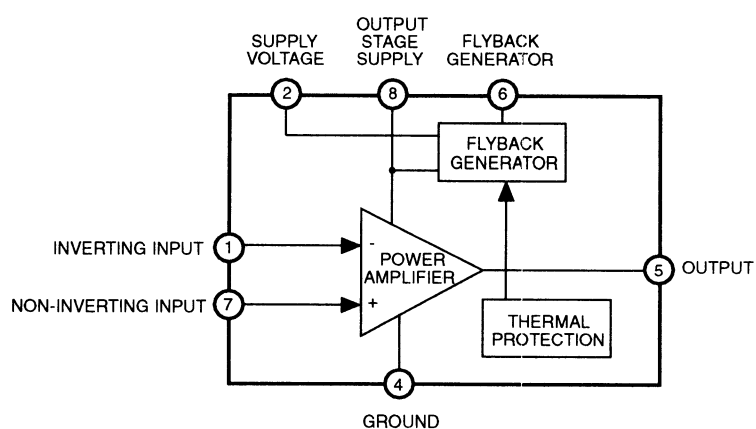 OUTPUT
STAGE
SUPPLY
SUPPLY
VOLTAGE
FLYBACK
GENERATOR
2
8
6
FLYBACK
GENERATOR
INVERTING INPUT
1
-
POWER
AMPLIFIER
5
OUTPUT
NON-INVERTING INPUT
7
+
THERMAL
PROTECTION
4
GROUND